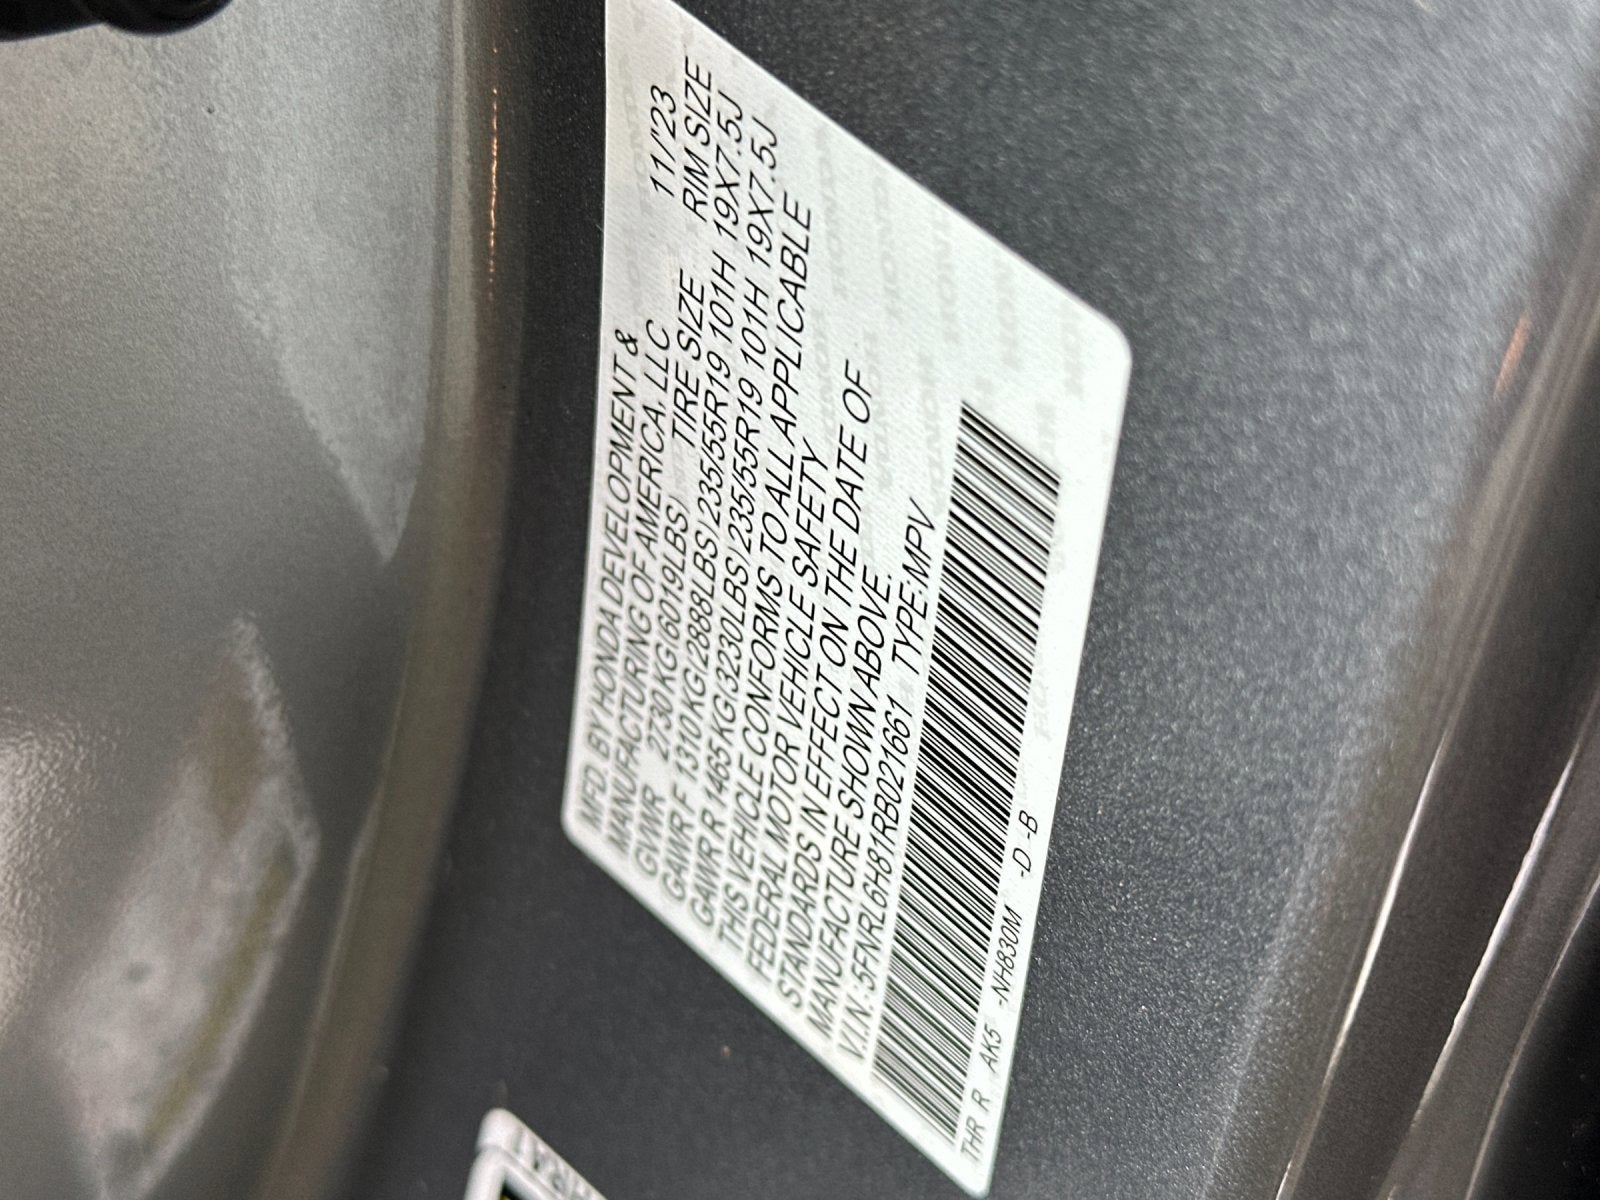 MFD. BY HONDA DEVELOPMENT &
MANUFACTURING OF AMERICA, LLC 11/'23
GVWR 2730KG(6019LBS) TIRE SIZE RIM SIZE
GAWR F 1310KG(2888LBS) 235/55R19 101H 19X7.5J
GAWR R 1465KG(3230LBS) 235/55R19 101H 19X7.5J
THIS VEHICLE CONFORMS TO ALL APPLICABLE
FEDERAL MOTOR VEHICLE SAFETY
STANDARDS IN EFFECT ON THE DATE OF
MANUFACTURE SHOWN ABOVE.
V.I.N.:5FNRL6H81RB021661 TYPE:MPV
THR R AK5 -NH830M -D -B